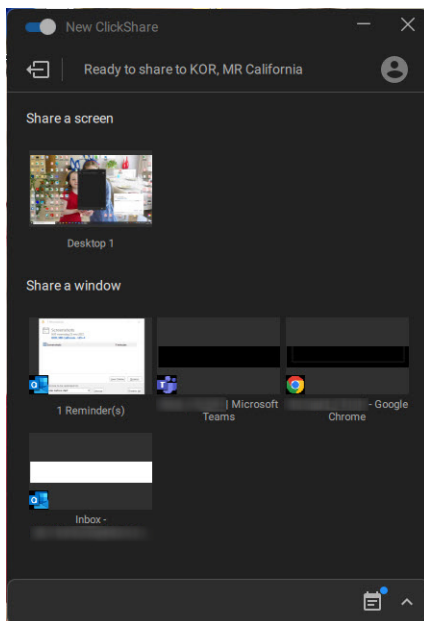 New ClickShare
Ready to share to KOR, MR California
Share a screen
Desktop 1
Share a window
1 Reminder(s)
| Microsoft
Teams
- Google
Chrome
Inbox -